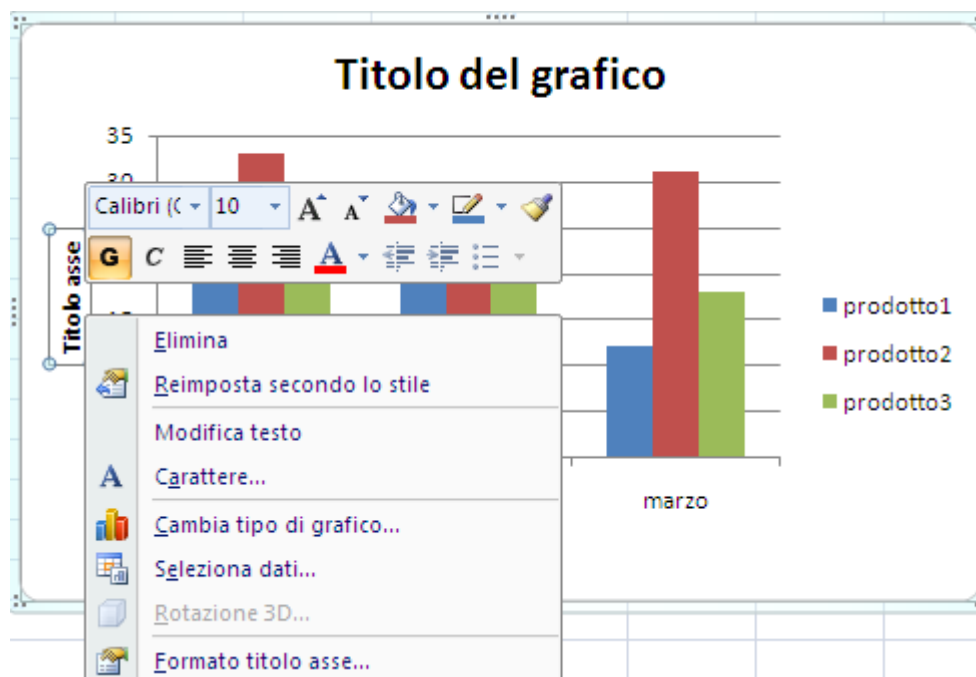 Titolo del grafico
35
30
Calibri (C 10 A A
G C A
Titolo asse
Elimina
Reimposta secondo lo stile
Modifica testo
A Carattere...
Cambia tipo di grafico...
Seleziona dati...
Rotazione 3D...
Formato titolo asse...
marzo
prodotto1
prodotto2
prodotto3